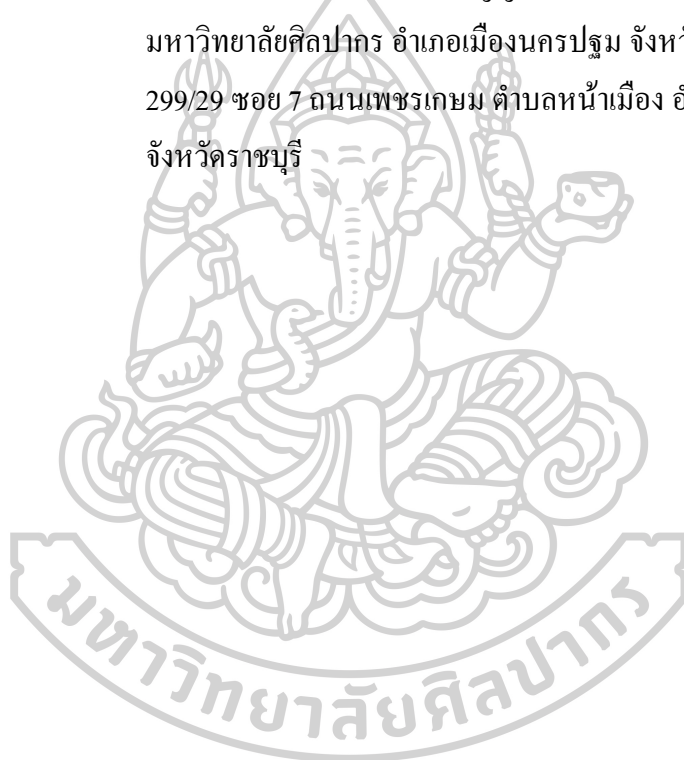 มหาวิทยาลัยศิลปากร อำเภอเมืองนครปฐม
299/29 ซอย 7 ถนนเพชรเกษม ตำบลหน้าเมือง
จังหวัดราชบุรี
มหาวิทยาลัยศิลปากร